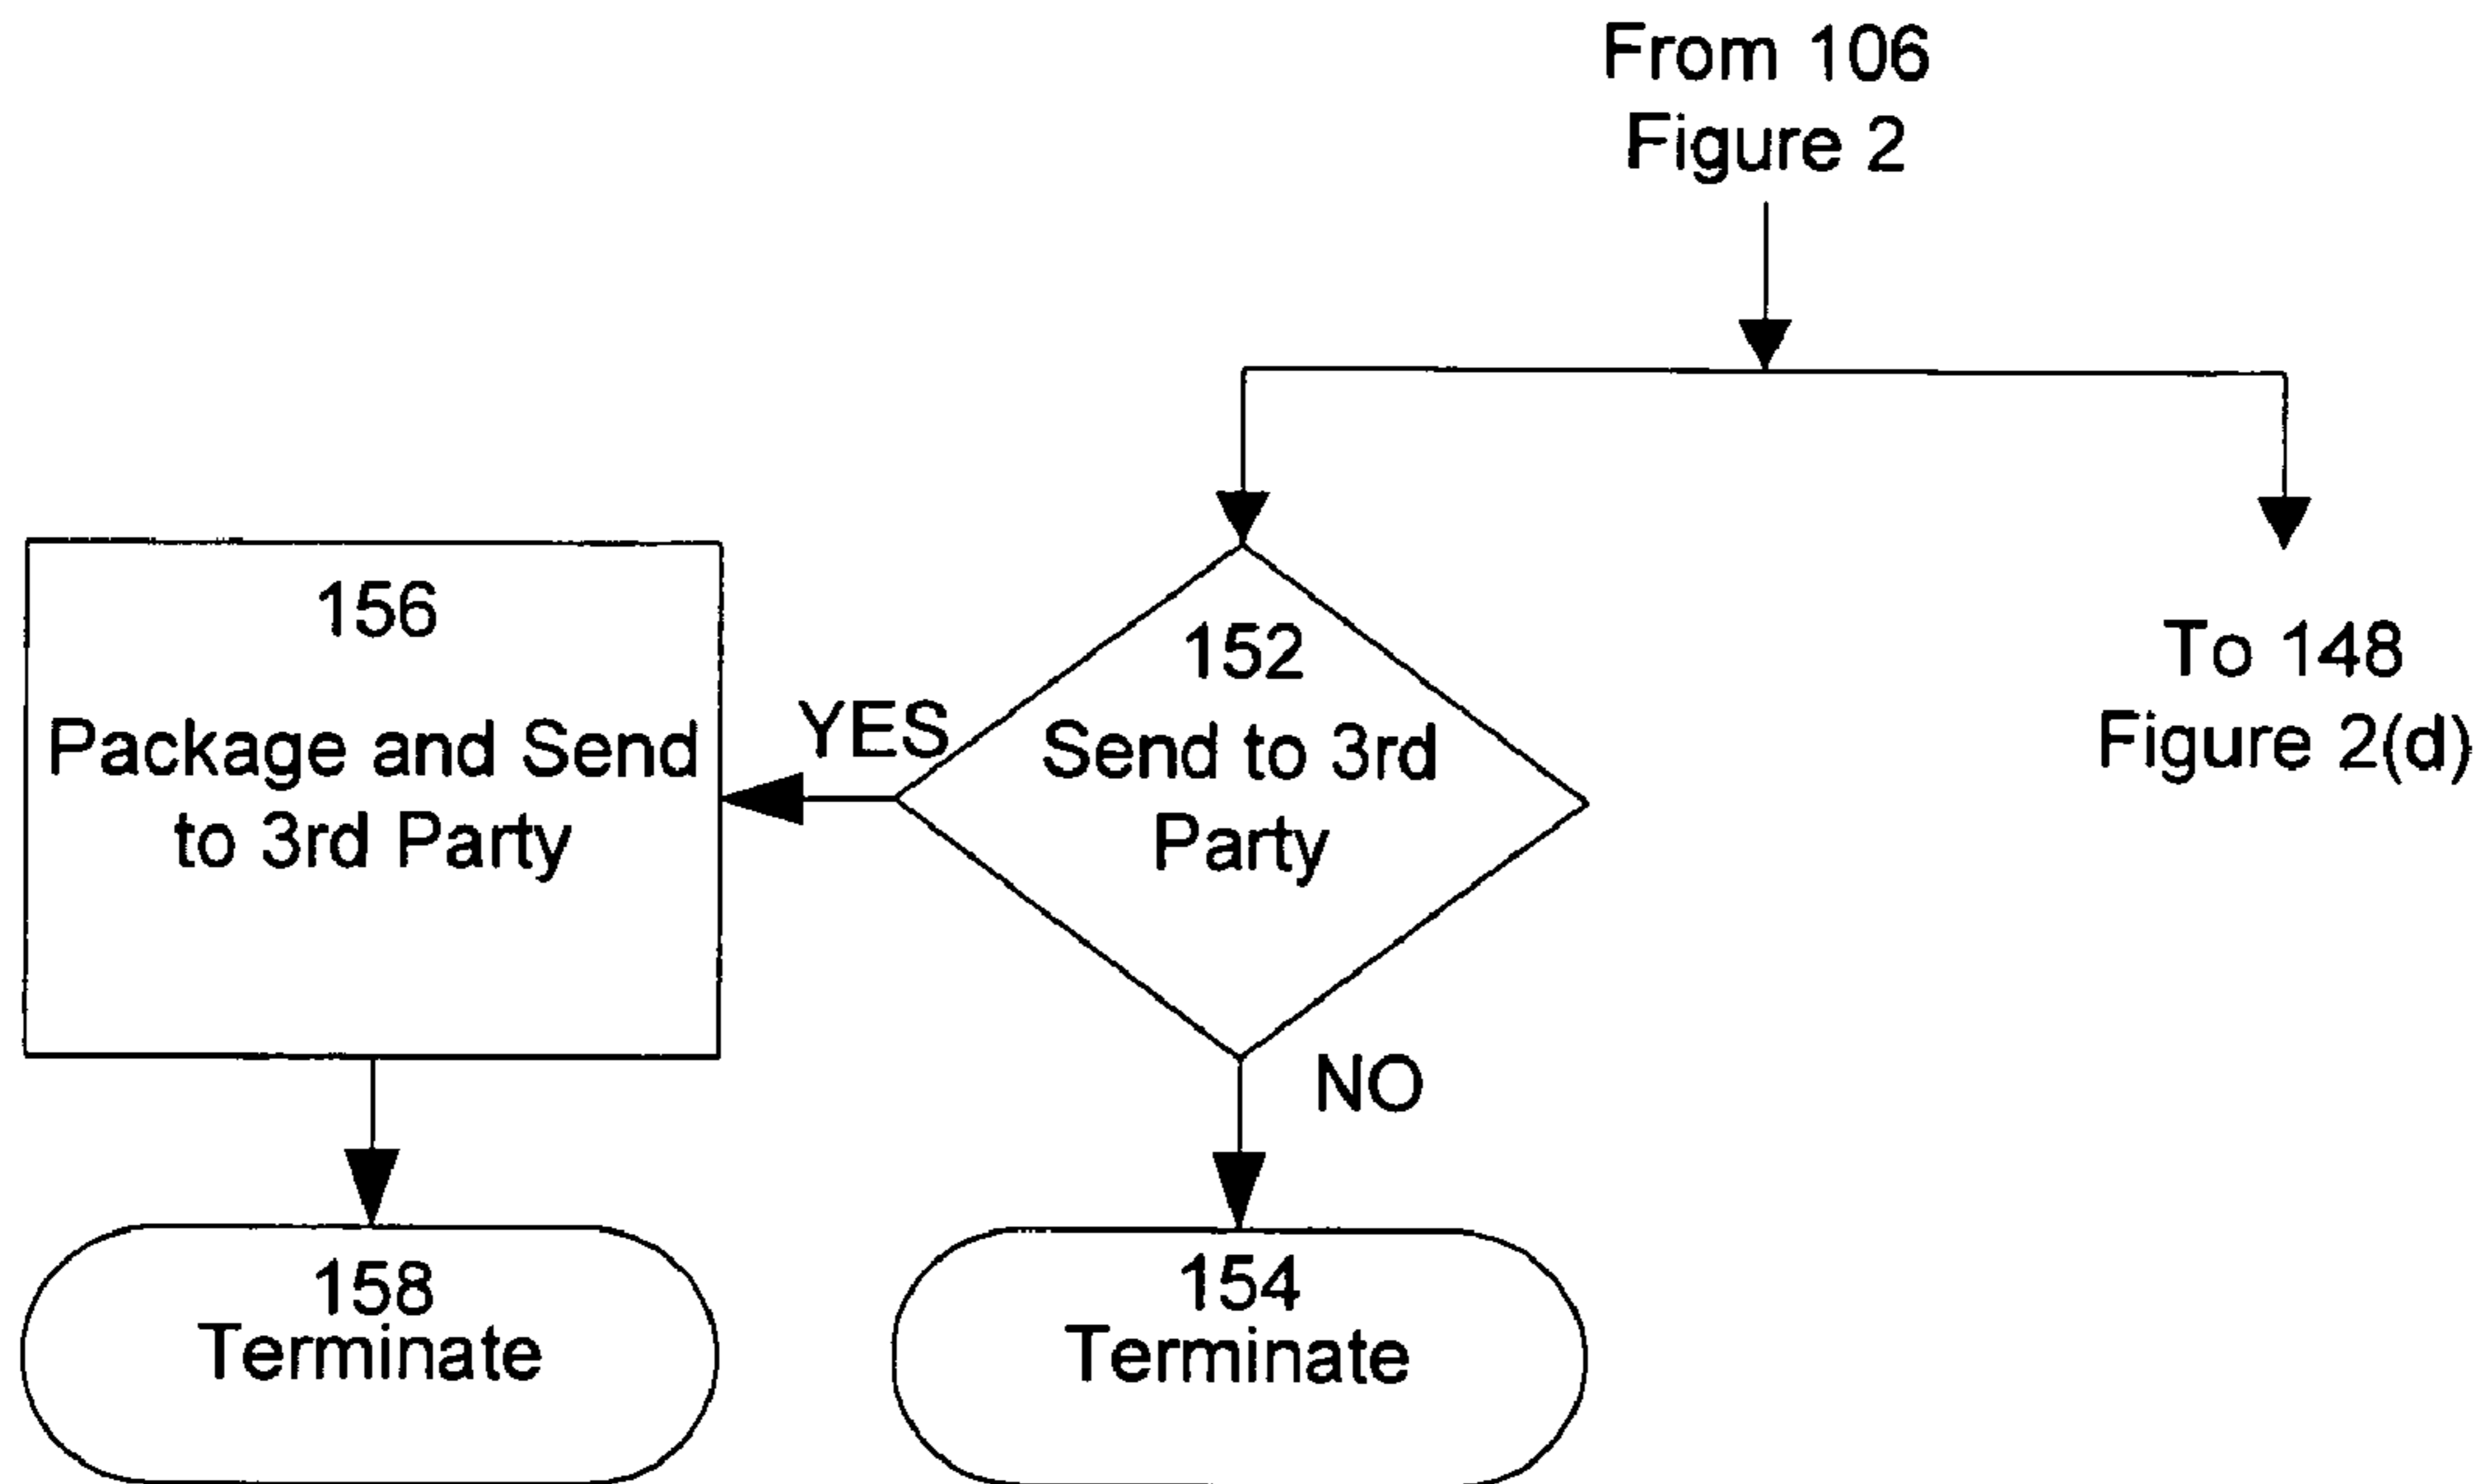 From 106
Figure 2
156
Package and Send
to 3rd Party
YES
152
Send to 3rd
Party
To 148
Figure 2(d)
NO
158
Terminate
154
Terminate